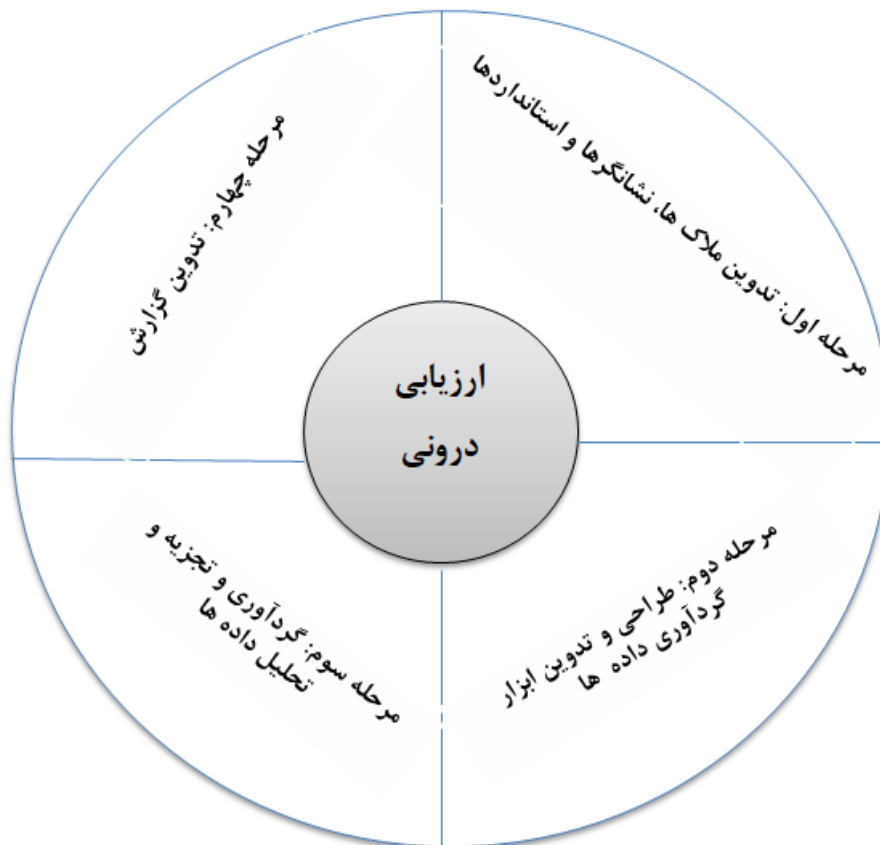 ارزیابی
درونی
مرحله اول: تدوین ملاک ها، نشانگرها و استانداردها
مرحله دوم: طراحی و تدوین ابزار
گردآوری داده ها
مرحله سوم: گردآوری و تجزیه و
تحلیل داده ها
مرحله چهارم: تدوین گزارش